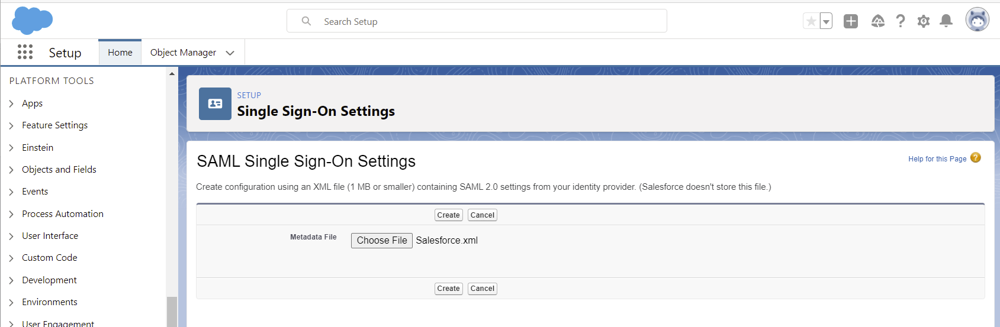 Search Setup
Setup
Home
Object Manager
PLATFORM TOOLS
Apps
Feature Settings
Einstein
Objects and Fields
Events
Process Automation
User Interface
Custom Code
Development
Environments
User Engagement
SETUP
Single Sign-On Settings
SAML Single Sign-On Settings
Help for this Page ?
Create configuration using an XML file (1 MB or smaller) containing SAML 2.0 settings from your identity provider. (Salesforce doesn't store this file.)
Create Cancel
Metadata File Choose File Salesforce.xml
Create Cancel